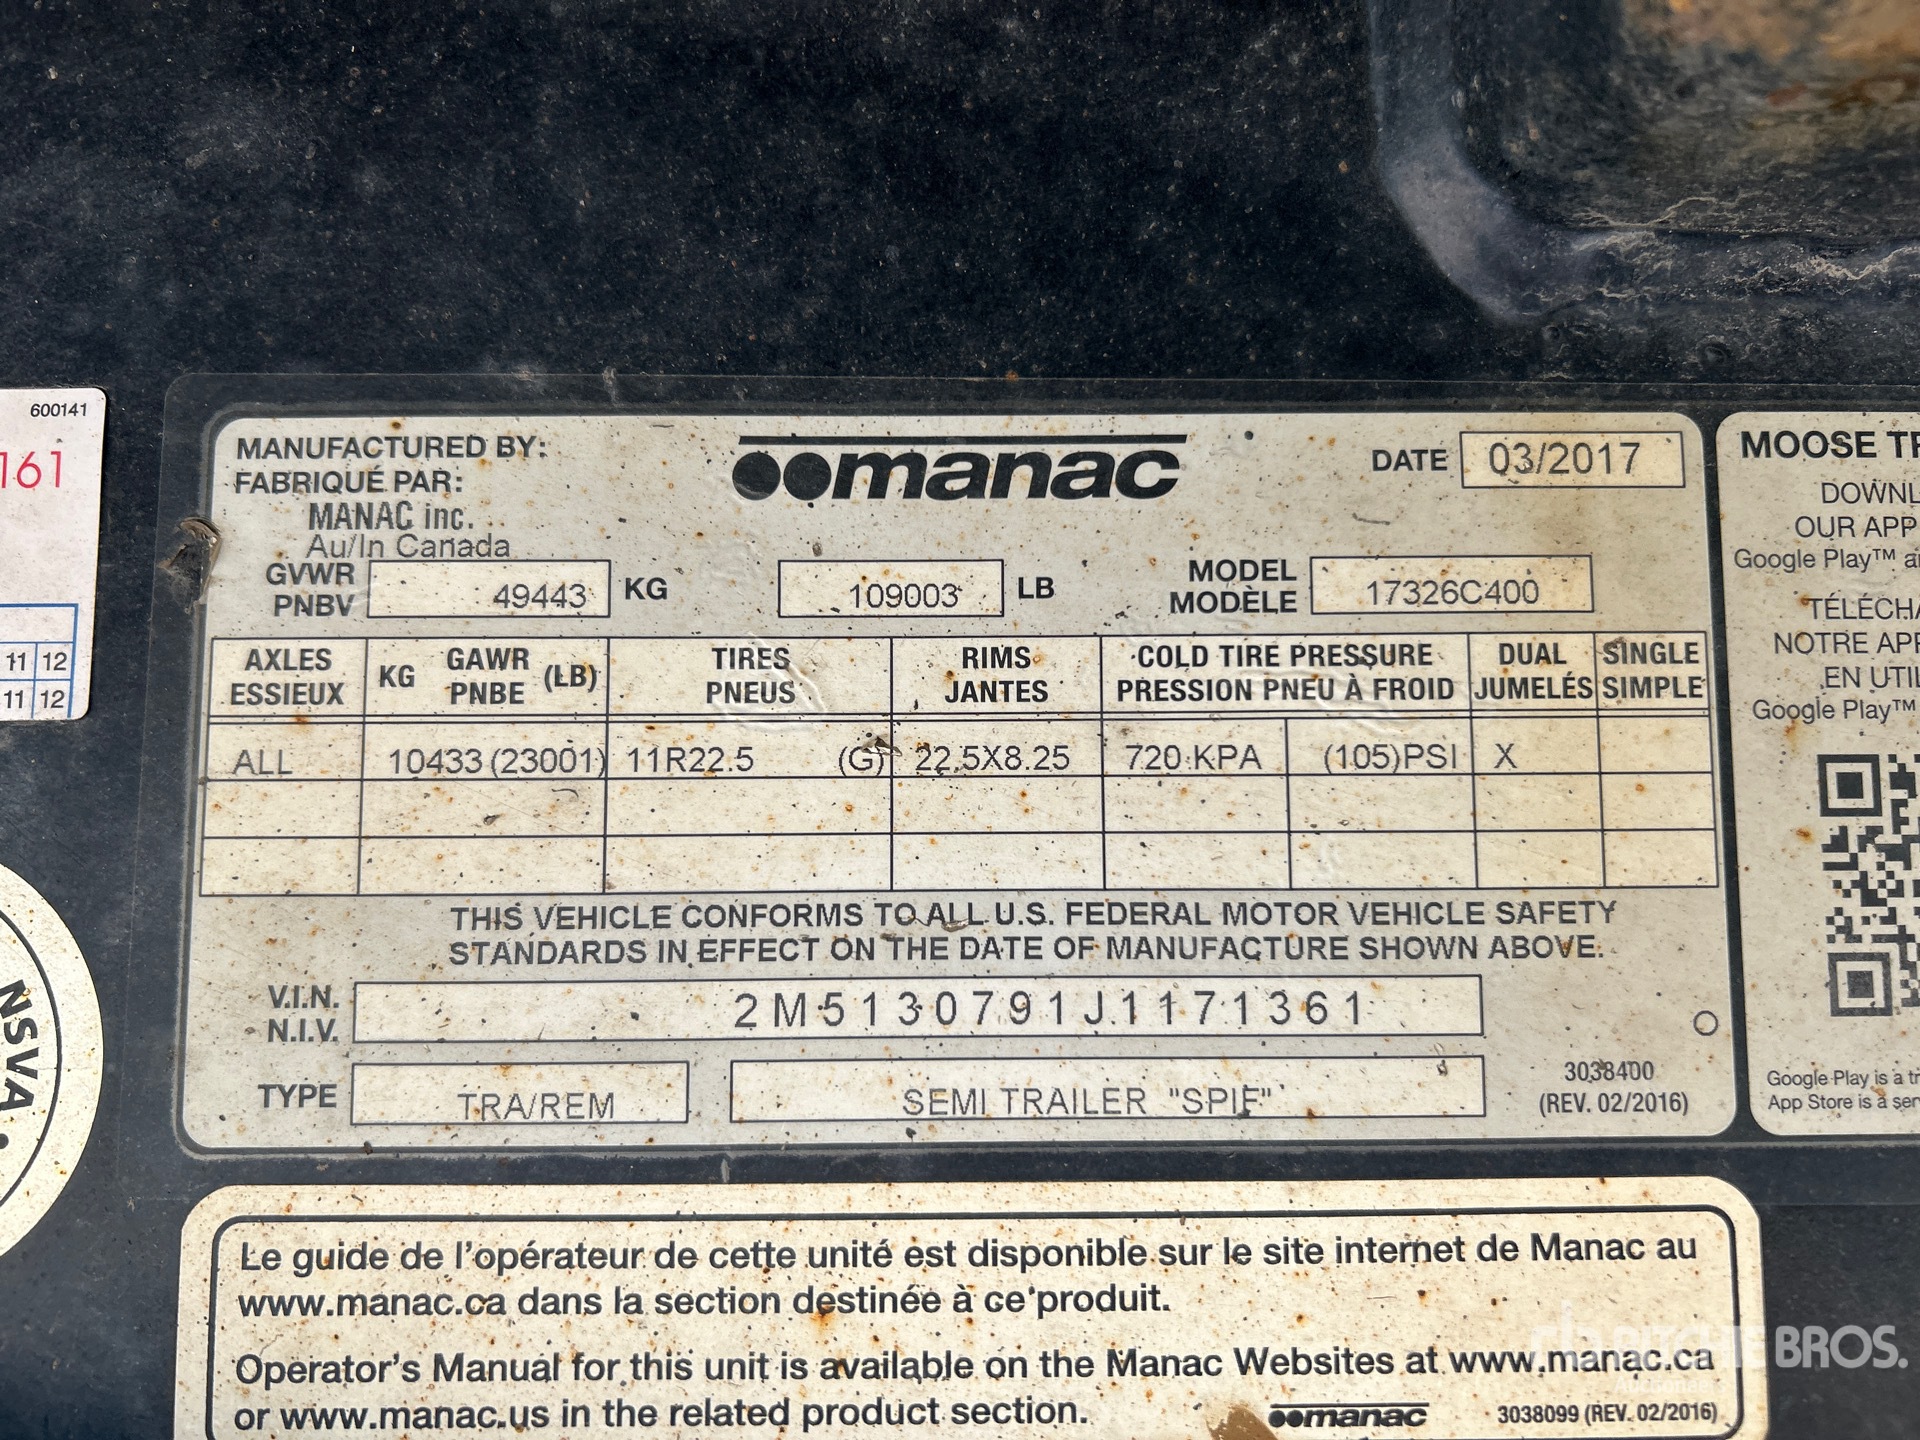 600141
161
11 12
11 12
NSVA
MANUFACTURED BY:
FABRIQUÉ PAR:
MANAC inc.
Au/In Canada
manac
DATE 03/2017
GVWR
PNBV
49443 KG
109003 LB
MODEL
MODÈLE
17326C400
AXLES
ESSIEUX
KG GAWR (LB)
PNBE
TIRES
PNEUS
RIMS
JANTES
COLD TIRE PRESSURE
PRESSION PNEU À FROID
DUAL
JUMELÉS
SINGLE
SIMPLE
ALL 10433 (23001) 11R22.5 (G) 22.5X8.25 720 KPA (105)PSI X
THIS VEHICLE CONFORMS TO ALL U.S. FEDERAL MOTOR VEHICLE SAFETY
STANDARDS IN EFFECT ON THE DATE OF MANUFACTURE SHOWN ABOVE.
V.I.N.
N.I.V.
2M5130791J1171361
TYPE TRA/REM SEMI TRAILER "SPIF"
3038400
(REV. 02/2016)
MOOSE TR
DOWNL
OUR APP
Google Play™ a
TÉLÉCHA
NOTRE APP
EN UTIL
Google Play™
Google Play is a tr
App Store is a ser
Le guide de l'opérateur de cette unité est disponible sur le site internet de Manac au
www.manac.ca dans la section destinée à ce produit.
Operator's Manual for this unit is available on the Manac Websites at www.manac.ca
or www.manac.us in the related product section.
manac 3038099 (REV. 02/2016)
RITCHIE BROS.
Auctioneers